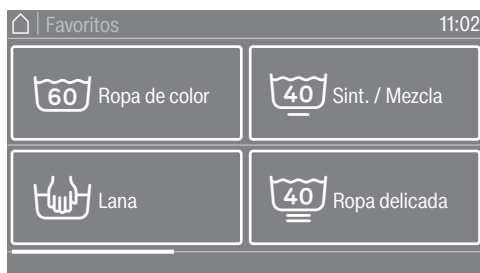 Favoritos
11:02
60 Ropa de color
40 Sint. / Mezcla
Lana
40 Ropa delicada